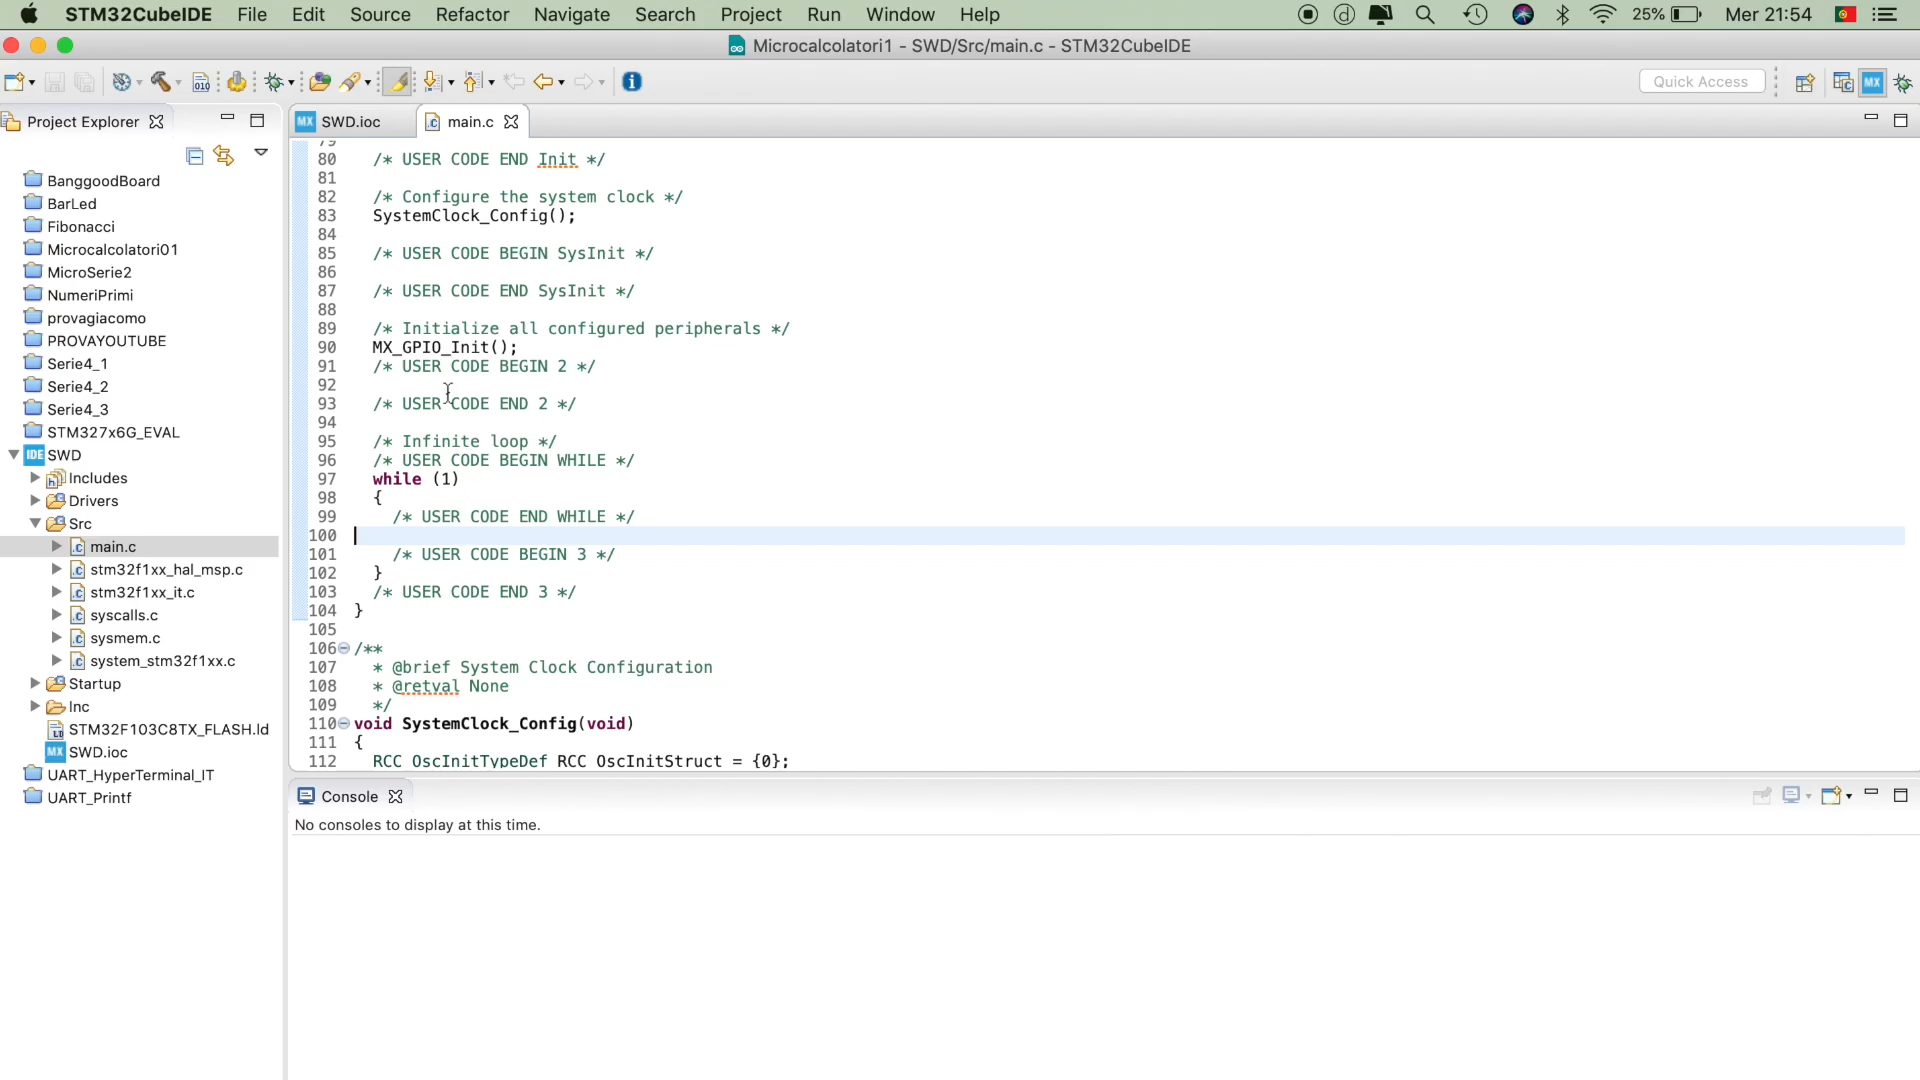 STM32CubeIDE File Edit Source Refactor Navigate Search Project Run Window Help 25% Mer 21:54
Microcalcolatori1 - SWD/Src/main.c - STM32CubeIDE
Quick Access
Project Explorer
BanggoodBoard
BarLed
Fibonacci
Microcalcolatori01
MicroSerie2
NumeriPrimi
provagiacomo
PROVAYOUTUBE
Serie4_1
Serie4_2
Serie4_3
STM327x6G_EVAL
IDE SWD
Includes
Drivers
Src
main.c
stm32f1xx_hal_msp.c
stm32f1xx_it.c
syscalls.c
sysmem.c
system_stm32f1xx.c
Startup
Inc
STM32F103C8TX_FLASH.ld
MX SWD.ioc
UART_HyperTerminal_IT
UART_Printf
MX SWD.ioc main.c
79
80 /* USER CODE END Init */
81
82 /* Configure the system clock */
83 SystemClock_Config();
84
85 /* USER CODE BEGIN SysInit */
86
87 /* USER CODE END SysInit */
88
89 /* Initialize all configured peripherals */
90 MX_GPIO_Init();
91 /* USER CODE BEGIN 2 */
92
93 /* USER CODE END 2 */
94
95 /* Infinite loop */
96 /* USER CODE BEGIN WHILE */
97 while (1)
98 {
99 /* USER CODE END WHILE */
100
101 /* USER CODE BEGIN 3 */
102 }
103 /* USER CODE END 3 */
104 }
105
106 /**
107 * @brief System Clock Configuration
108 * @retval None
109 */
110 void SystemClock_Config(void)
111 {
112 RCC_OscInitTypeDef RCC_OscInitStruct = {0};
Console
No consoles to display at this time.